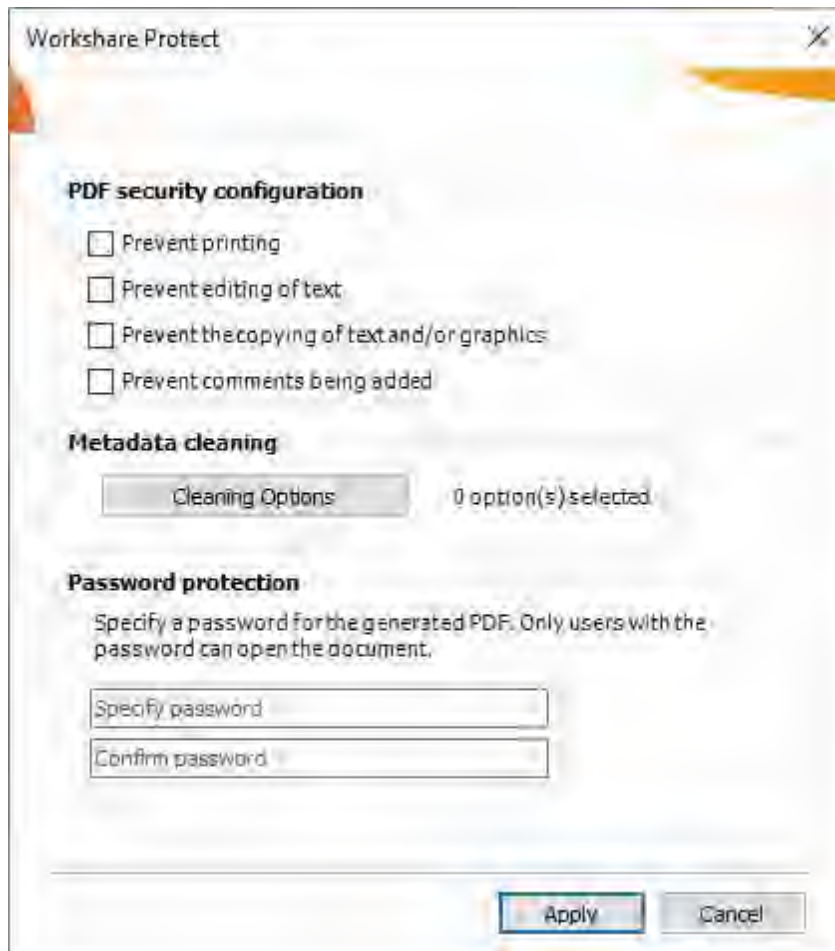 Workshare Protect
PDF security configuration
Prevent printing
Prevent editing of text
Prevent the copying of text and/or graphics
Prevent comments being added
Metadata cleaning
Cleaning Options 0 option(s) selected
Password protection
Specify a password for the generated PDF. Only users with the
password can open the document.
Specify password
Confirm password
Apply Cancel